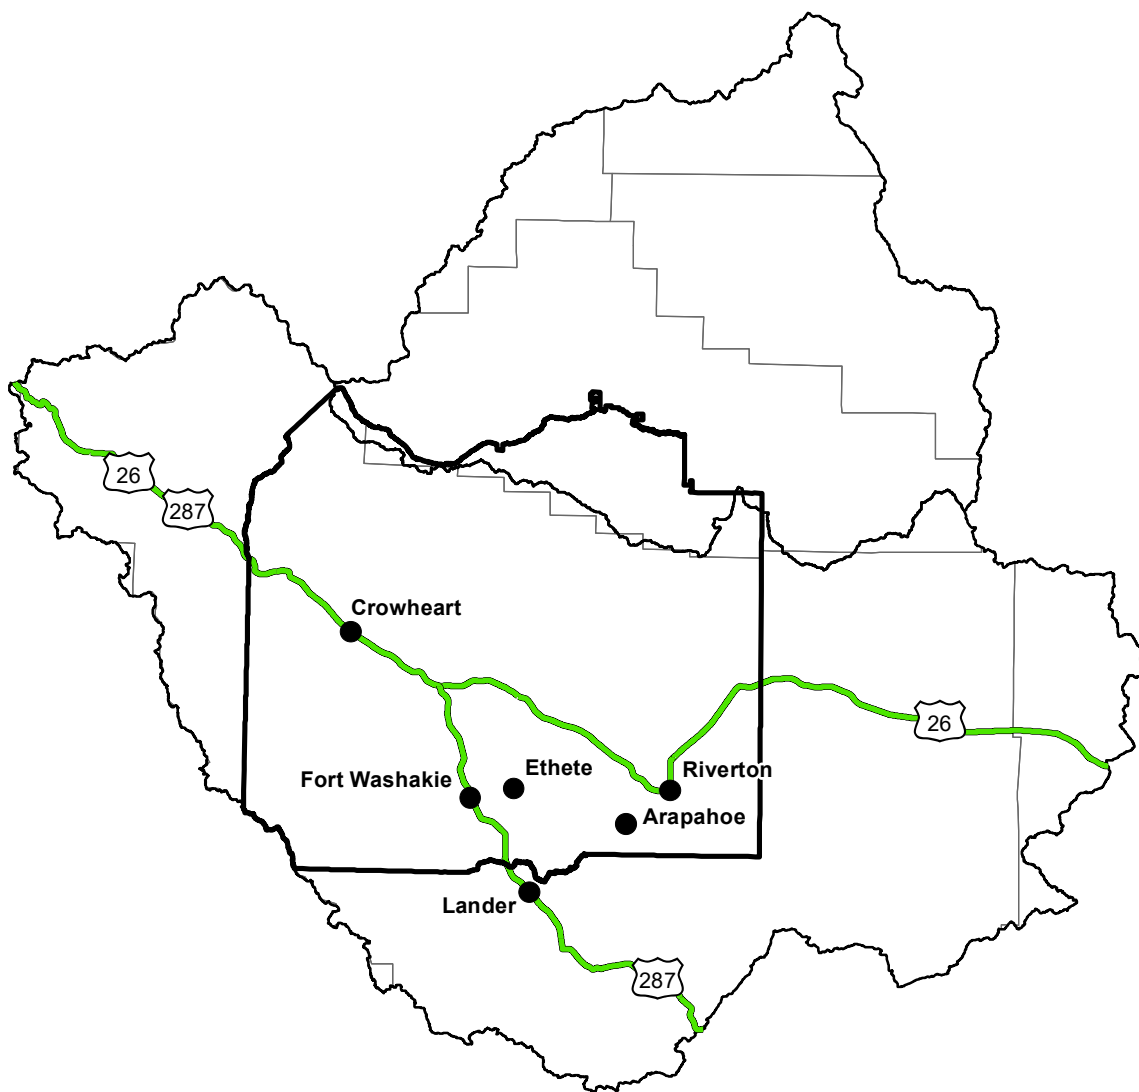 26
287
Crowheart
26
Ethete
Riverton
Fort Washakie
Arapahoe
Lander
287